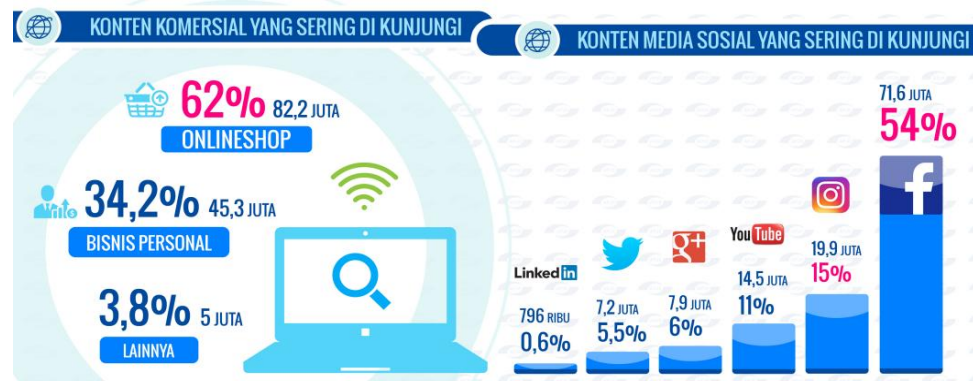 KONTEN KOMERSIAL YANG SERING DI KUNJUNGI
62% 82,2 JUTA
ONLINESHOP
34,2% 45,3 JUTA
BISNIS PERSONAL
3,8% 5 JUTA
LAINNYA
KONTEN MEDIA SOSIAL YANG SERING DI KUNJUNGI
Linked in
796 RIBU
0,6%
7,2 JUTA
5,5%
g+
7,9 JUTA
6%
YouTube
14,5 JUTA
11%
19,9 JUTA
15%
71,6 JUTA
54%
f